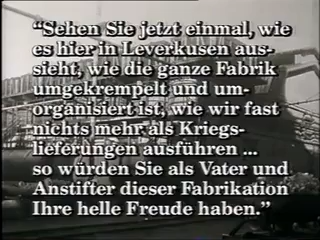 “Sehen Sie jetzt einmal, wie
es hier in Leverkusen aus-
sieht, wie die ganze Fabrik
umgekrempelt und um-
organisiert ist, wie wir fast
nichts mehr als Kriegs-
lieferungen ausführen ...
so würden Sie als Vater und
Anstifter dieser Fabrikation
Ihre helle Freude haben.”